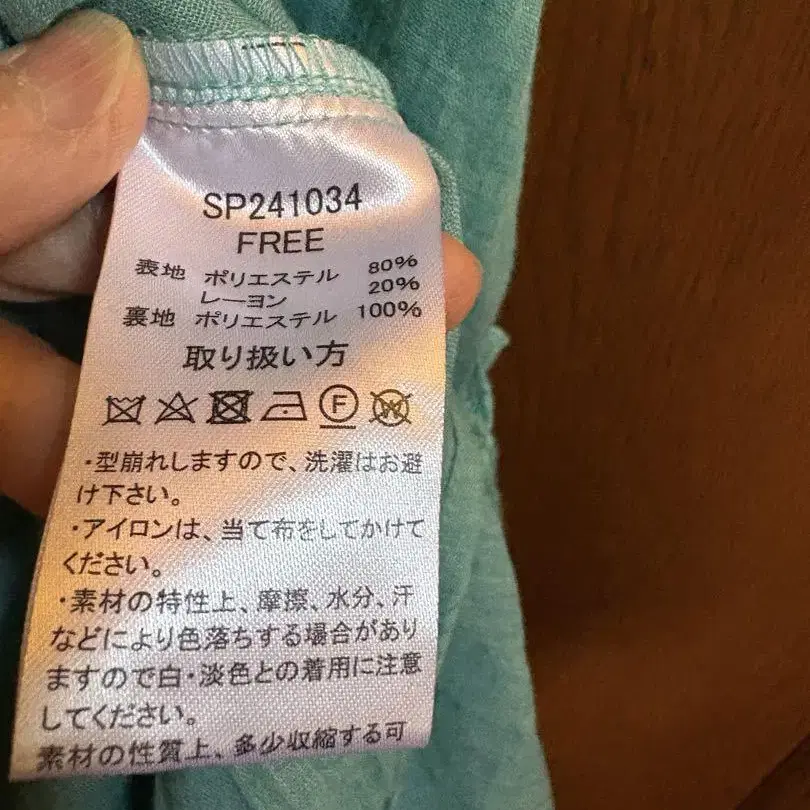 SP241034
FREE
表地 ポリエステル 80%
レーヨン 20%
裏地 ポリエステル 100%
取り扱い方
F W
・型崩れしますので、洗濯はお避
け下さい。
・アイロンは、当て布をしてかけて
ください。
・素材の特性上、摩擦、水分、汗
などにより色落ちする場合があり
ますので白・淡色との着用に注意
してください。
素材の性質上、多少収縮する可